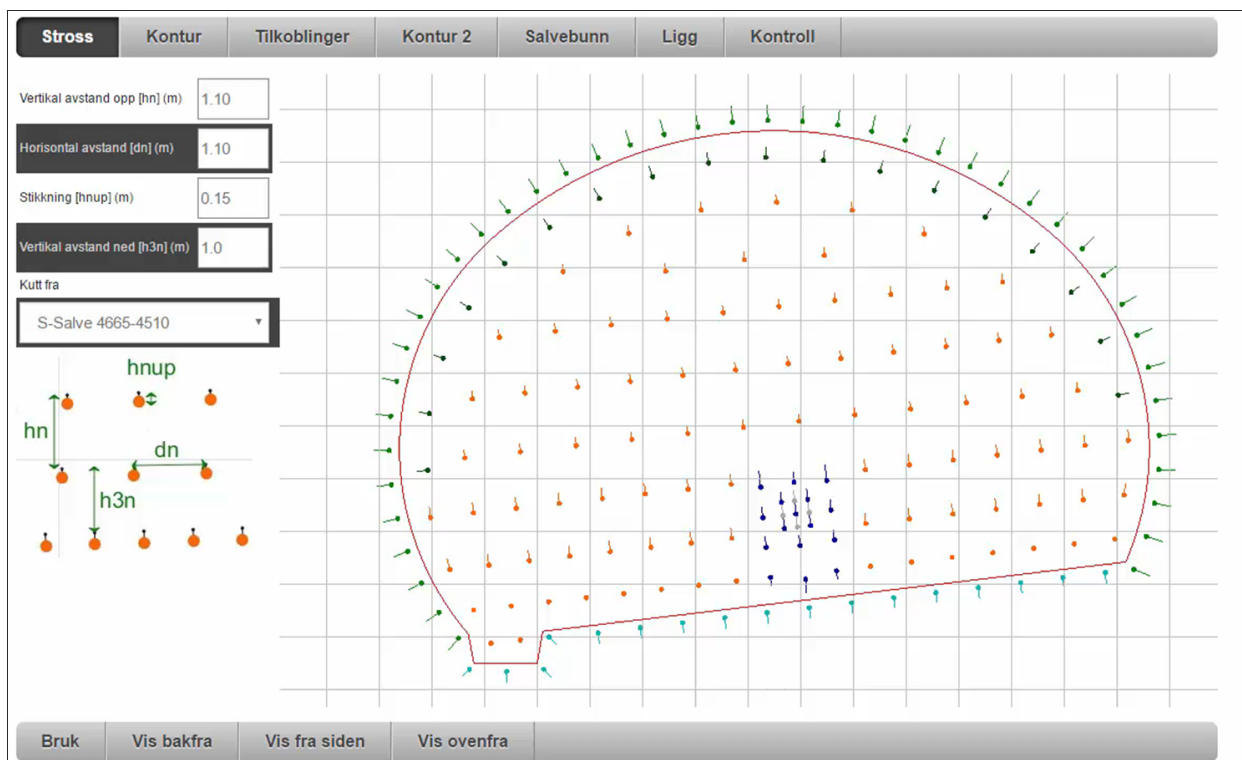 Stross Kontur Tilkoblinger Kontur 2 Salvebunn Ligg Kontroll
Vertikal avstand opp [hn] (m) 1.10
Horisontal avstand [dn] (m) 1.10
Stikkning [hnup] (m) 0.15
Vertikal avstand ned [h3n] (m) 1.0
Kutt fra
S-Salve 4665-4510
hnup
hn
dn
h3n
Bruk Vis bakfra Vis fra siden Vis ovenfra